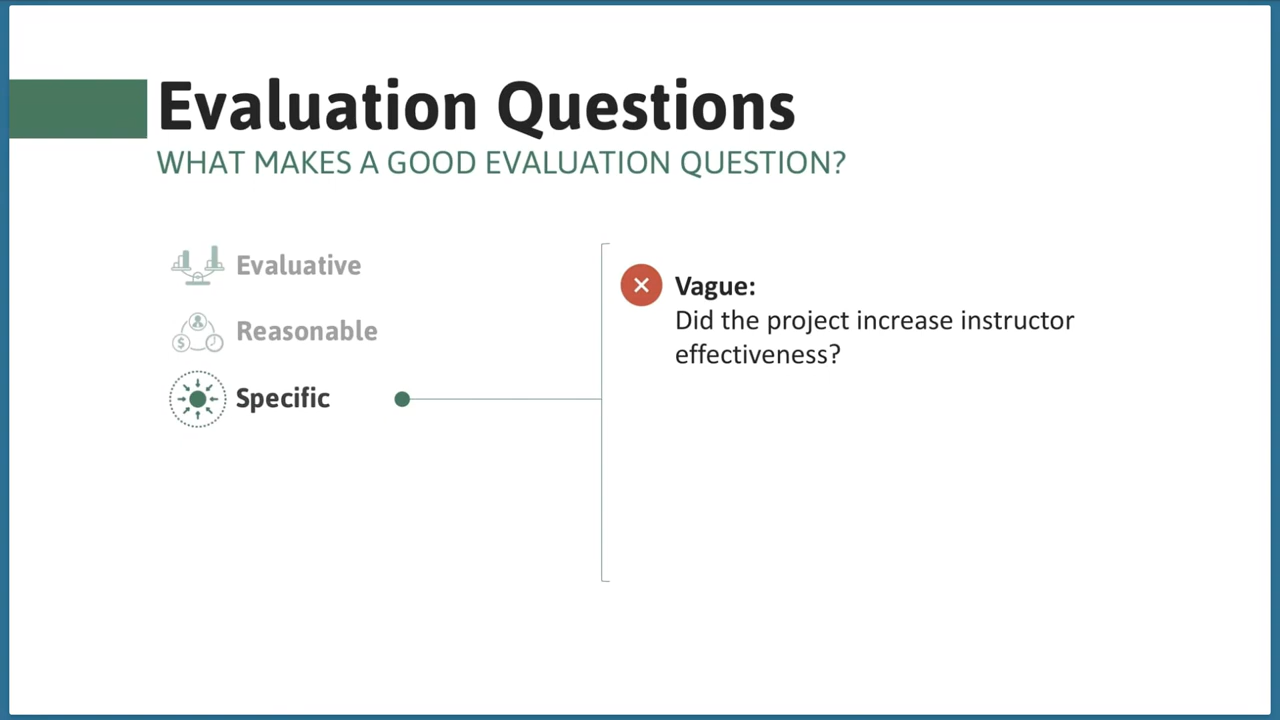 Evaluation Questions
WHAT MAKES A GOOD EVALUATION QUESTION?
Evaluative
Reasonable
Specific
Vague:
Did the project increase instructor
effectiveness?